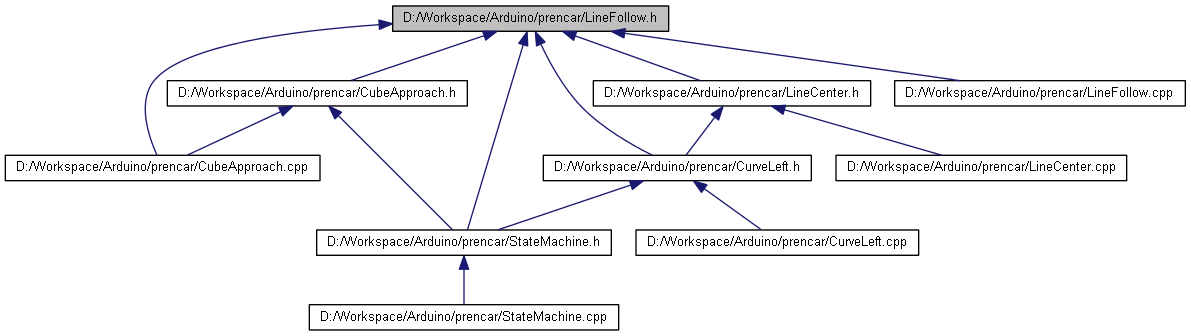 D:/Workspace/Arduino/prencar/LineFollow.h
D:/Workspace/Arduino/prencar/CubeApproach.h
D:/Workspace/Arduino/prencar/LineCenter.h
D:/Workspace/Arduino/prencar/LineFollow.cpp
D:/Workspace/Arduino/prencar/CubeApproach.cpp
D:/Workspace/Arduino/prencar/CurveLeft.h
D:/Workspace/Arduino/prencar/LineCenter.cpp
D:/Workspace/Arduino/prencar/StateMachine.h
D:/Workspace/Arduino/prencar/CurveLeft.cpp
D:/Workspace/Arduino/prencar/StateMachine.cpp